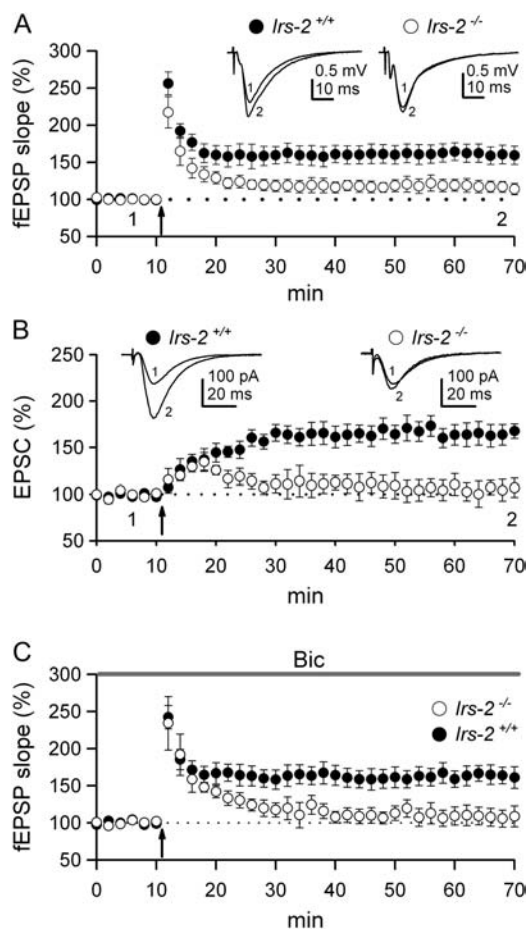 A
Irs-2 +/+
Irs-2 -/-
300
250
200
150
100
50
fEPSP slope (%)
1
2
0.5 mV
10 ms
1
2
0.5 mV
10 ms
1
2
0 10 20 30 40 50 60 70
min
B
Irs-2 +/+
Irs-2 -/-
250
200
150
100
50
EPSC (%)
1
2
100 pA
20 ms
1
2
100 pA
20 ms
1
2
0 10 20 30 40 50 60 70
min
C
Bic
300
250
200
150
100
50
fEPSP slope (%)
Irs-2 -/-
Irs-2 +/+
0 10 20 30 40 50 60 70
min